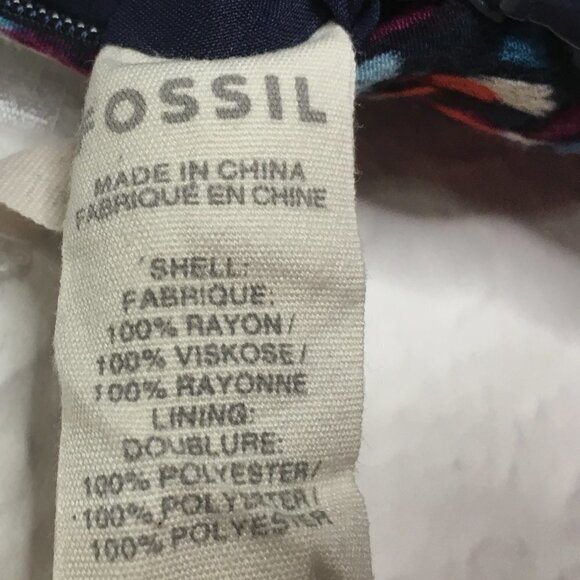 FOSSIL
MADE IN CHINA
FABRIQUÉ EN CHINE
SHELL:
FABRIQUE:
100% RAYON/
100% VISKOSE/
100% RAYONNE
LINING:
DOUBLURE:
100% POLYESTER/
100% POLYESTER/
100% POLYESTER